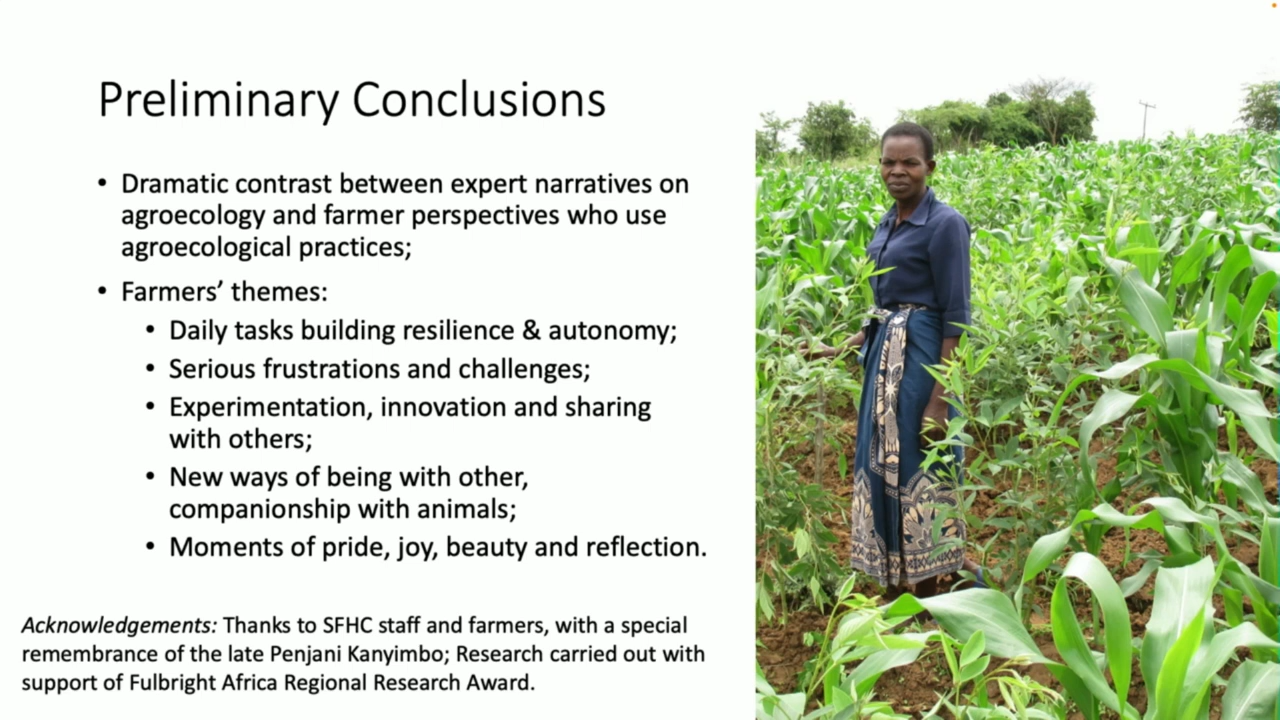 Preliminary Conclusions
• Dramatic contrast between expert narratives on
agroecology and farmer perspectives who use
agroecological practices;
• Farmers’ themes:
• Daily tasks building resilience & autonomy;
• Serious frustrations and challenges;
• Experimentation, innovation and sharing
with others;
• New ways of being with other,
companionship with animals;
• Moments of pride, joy, beauty and reflection.
Acknowledgements: Thanks to SFHC staff and farmers, with a special
remembrance of the late Penjani Kanyimbo; Research carried out with
support of Fulbright Africa Regional Research Award.